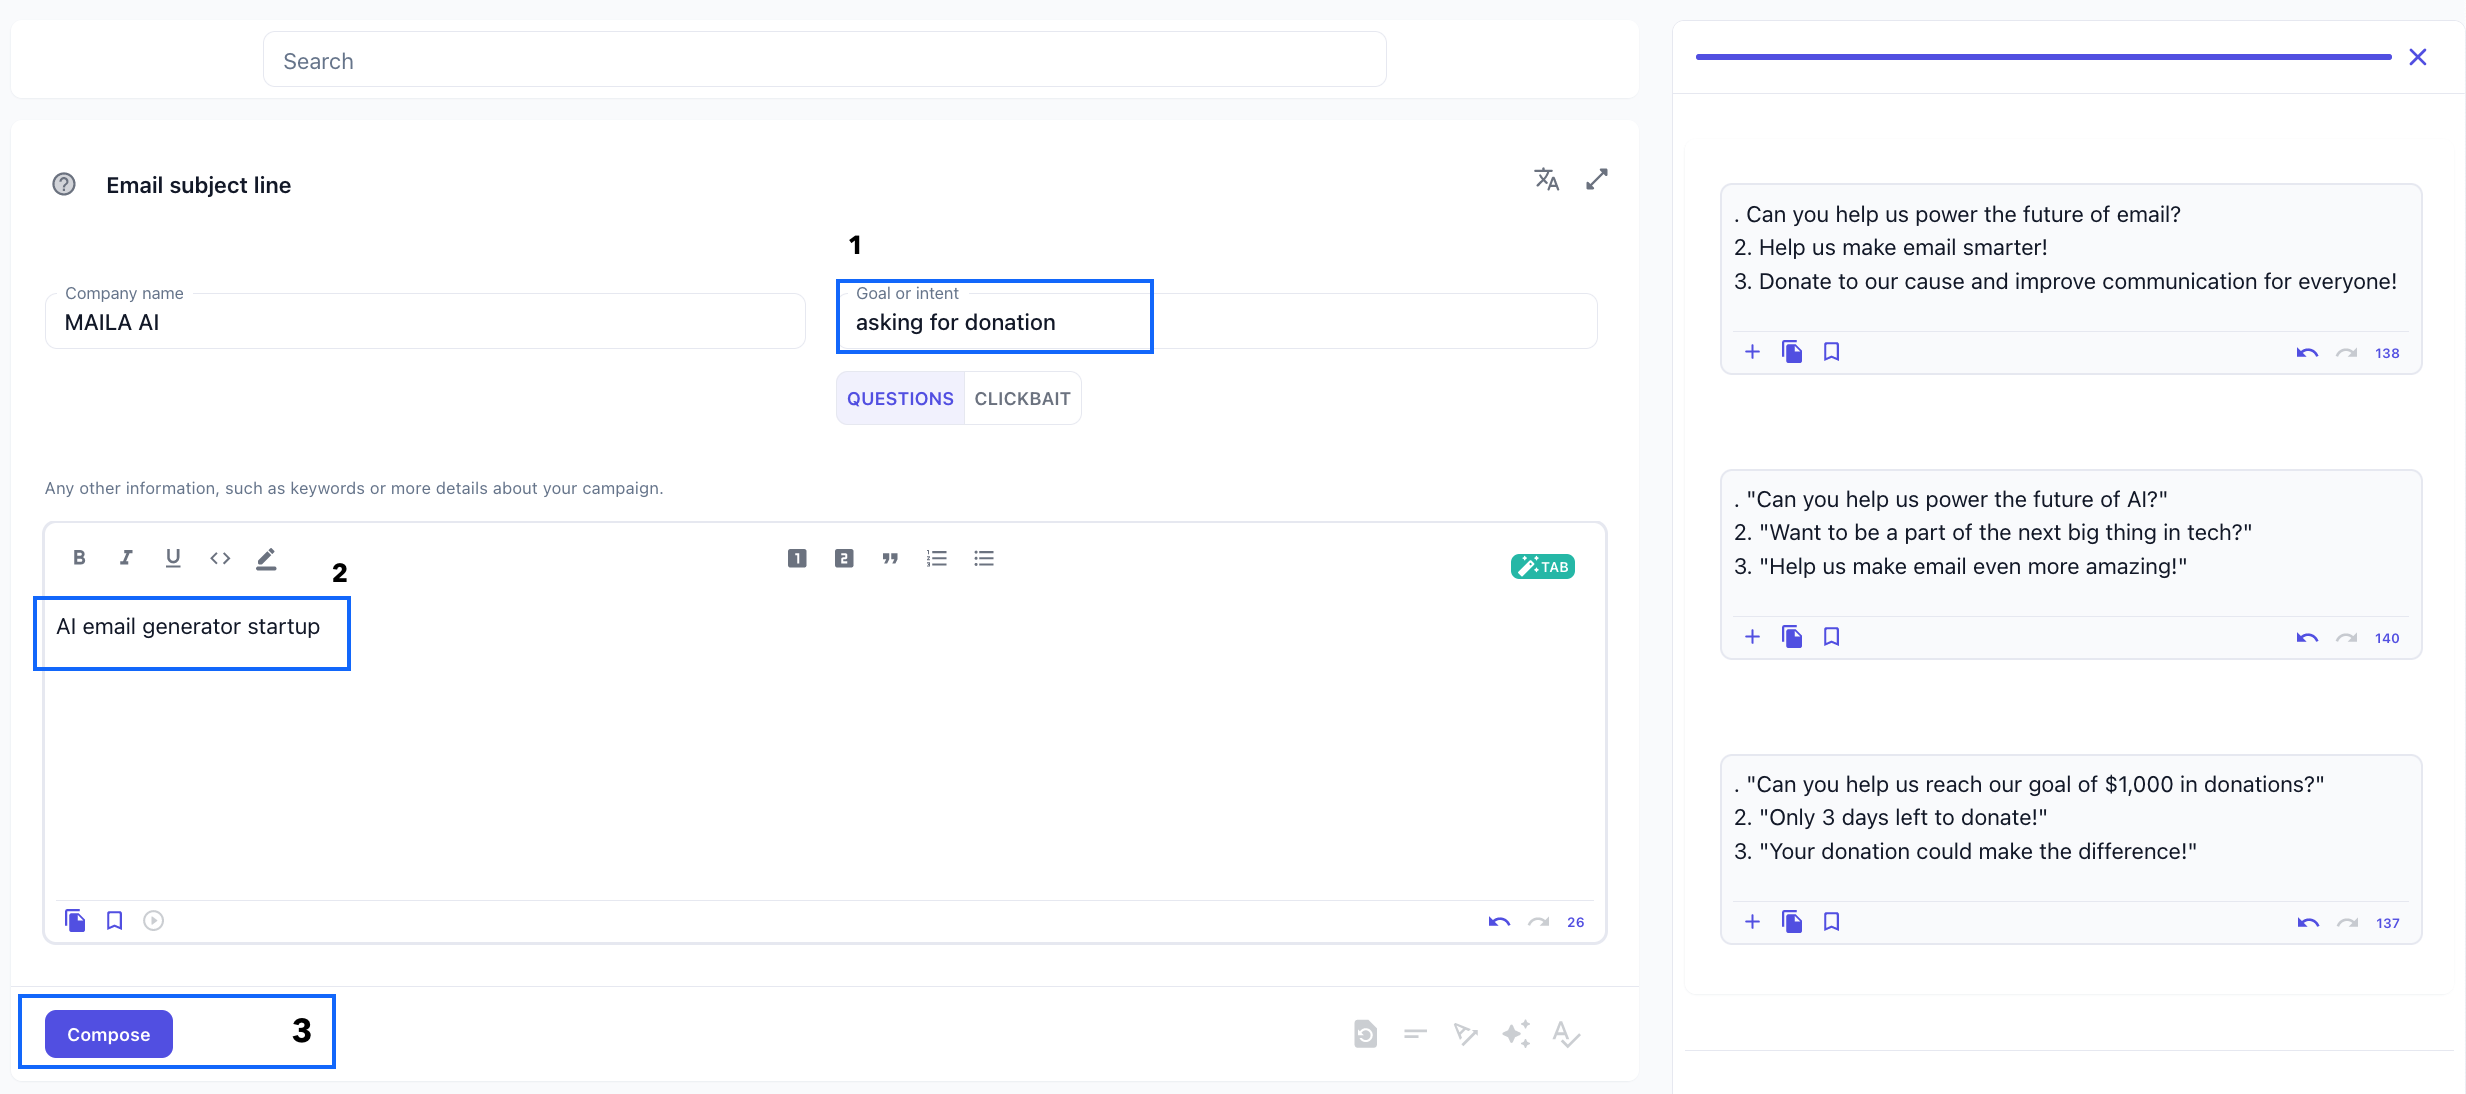 Search
Email subject line
1
Company name
MAILA AI
Goal or intent
asking for donation
QUESTIONS CLICKBAIT
Any other information, such as keywords or more details about your campaign.
B I U <> 1 2
TAB
2
AI email generator startup
26
Compose
3
. Can you help us power the future of email?
2. Help us make email smarter!
3. Donate to our cause and improve communication for everyone!
138
. "Can you help us power the future of AI?"
2. "Want to be a part of the next big thing in tech?"
3. "Help us make email even more amazing!"
140
. "Can you help us reach our goal of $1,000 in donations?"
2. "Only 3 days left to donate!"
3. "Your donation could make the difference!"
137